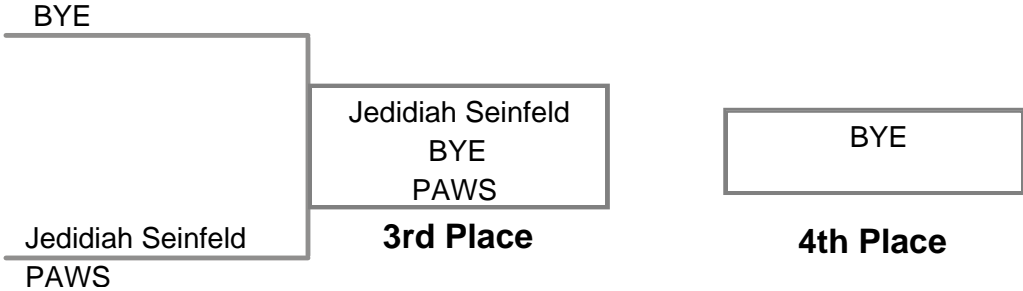 BYE
Jedidiah Seinfeld
BYE
PAWS
3rd Place
BYE
4th Place
Jedidiah Seinfeld
PAWS